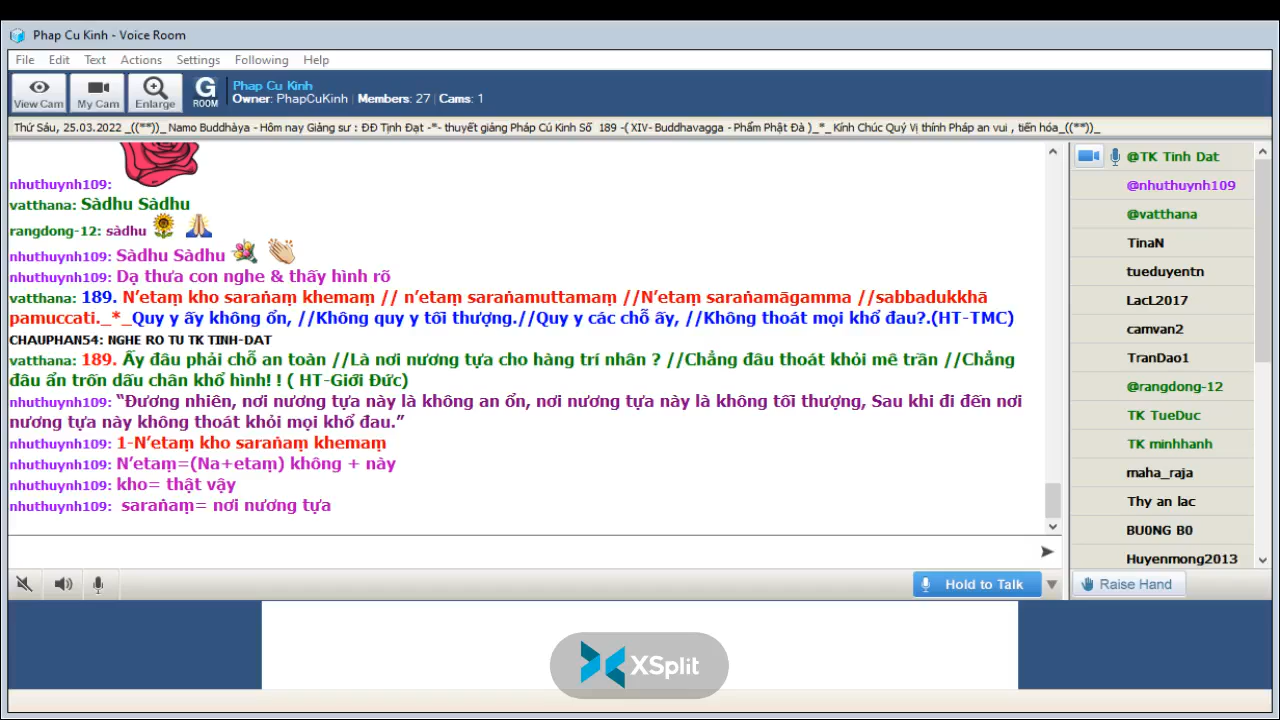 Phap Cu Kinh - Voice Room
File Edit Text Actions Settings Following Help
View Cam
My Cam
Enlarge
G ROOM
Phap Cu Kinh
Owner: PhapCuKinh | Members: 27 | Cams: 1
Thứ Sáu, 25.03.2022 _((**))_ Namo Buddhàya - Hôm nay Giảng sư : ĐĐ Tịnh Đạt -*- thuyết giảng Pháp Cú Kinh Số 189 -( XIV- Buddhavagga - Phẩm Phật Đà )_*_ Kính Chúc Quý Vị thính Pháp an vui , tiến hóa_((**))_
nhuthuynh109:
vatthana: Sàdhu Sàdhu
rangdong-12: sàdhu
nhuthuynh109: Sàdhu Sàdhu
nhuthuynh109: Dạ thưa con nghe & thấy hình rõ
vatthana: 189. N’etaṃ kho saraṅaṃ khemaṃ // n’etaṃ saraṅamuttamaṃ //N’etaṃ saraṅamāgamma //sabbadukkhā
pamuccati._*_Quy y ấy không ổn, //Không quy y tối thượng.//Quy y các chỗ ấy, //Không thoát mọi khổ đau?.(HT-TMC)
CHAUPHAN54: NGHE RO TU TK TINH-DAT
vatthana: 189. Ấy đâu phải chỗ an toàn //Là nơi nương tựa cho hàng trí nhân ? //Chẳng đâu thoát khỏi mê trần //Chẳng
đâu ẩn trốn dấu chân khổ hình! ! ( HT-Giới Đức)
nhuthuynh109: “Đương nhiên, nơi nương tựa này là không an ổn, nơi nương tựa này là không tối thượng, Sau khi đi đến nơi
nương tựa này không thoát khỏi mọi khổ đau.”
nhuthuynh109: 1-N’etaṃ kho saraṅaṃ khemaṃ
nhuthuynh109: N’etaṃ=(Na+etaṃ) không + này
nhuthuynh109: kho= thật vậy
nhuthuynh109: saraṅaṃ= nơi nương tựa
@TK Tinh Dat
@nhuthuynh109
@vatthana
TinaN
tueduyentn
LacL2017
camvan2
TranDao1
@rangdong-12
TK TueDuc
TK minhhanh
maha_raja
Thy an lac
BU0NG B0
Huyenmong2013
Hold to Talk
Raise Hand
XSplit